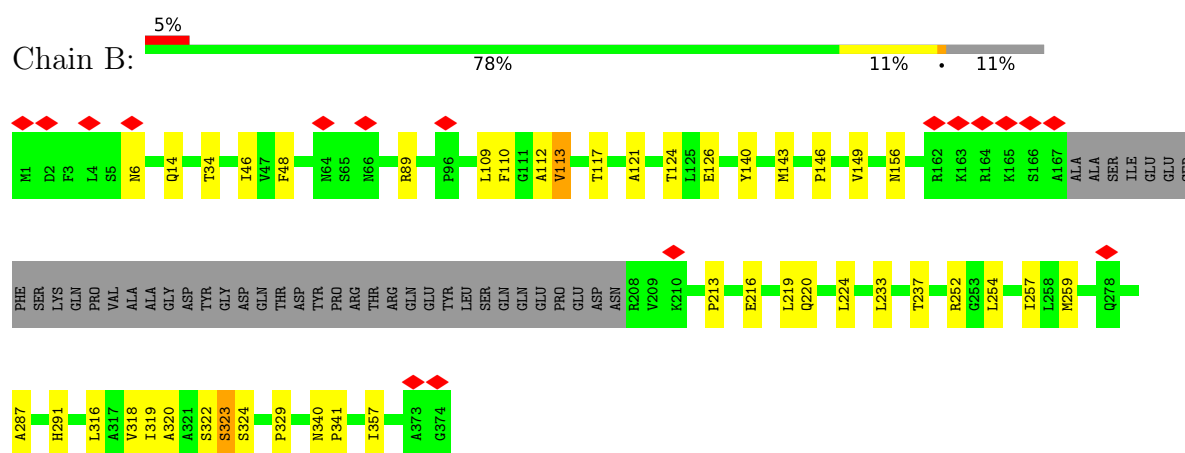 5%
Chain B:
78% 11% • 11%
M1 D2 F3 L4 S5 N6 Q14 T34 I46 V47 F48 N64 S65 N66 R89 P96 L109 F110 G111 A112 V113 T117 A121 T124 L125 E126 Y140 M143 P146 V149 N156 R162 K163 R164 K165 S166 A167 ALA ALA SER ILE GLU GLU SER
PHE SER LYS GLN PRO VAL ALA ALA GLY ASP TYR GLY ASP GLN THR ASP TYR PRO ARG THR ARG GLN GLU TYR LEU SER GLN GLN GLU PRO GLU ASP ASN R208 V209 K210 P213 E216 L219 Q220 L224 L233 T237 R252 G253 L254 I257 L258 M259 Q278
A287 H291 L316 A317 V318 I319 A320 A321 S322 S323 S324 P329 N340 P341 I357 A373 G374